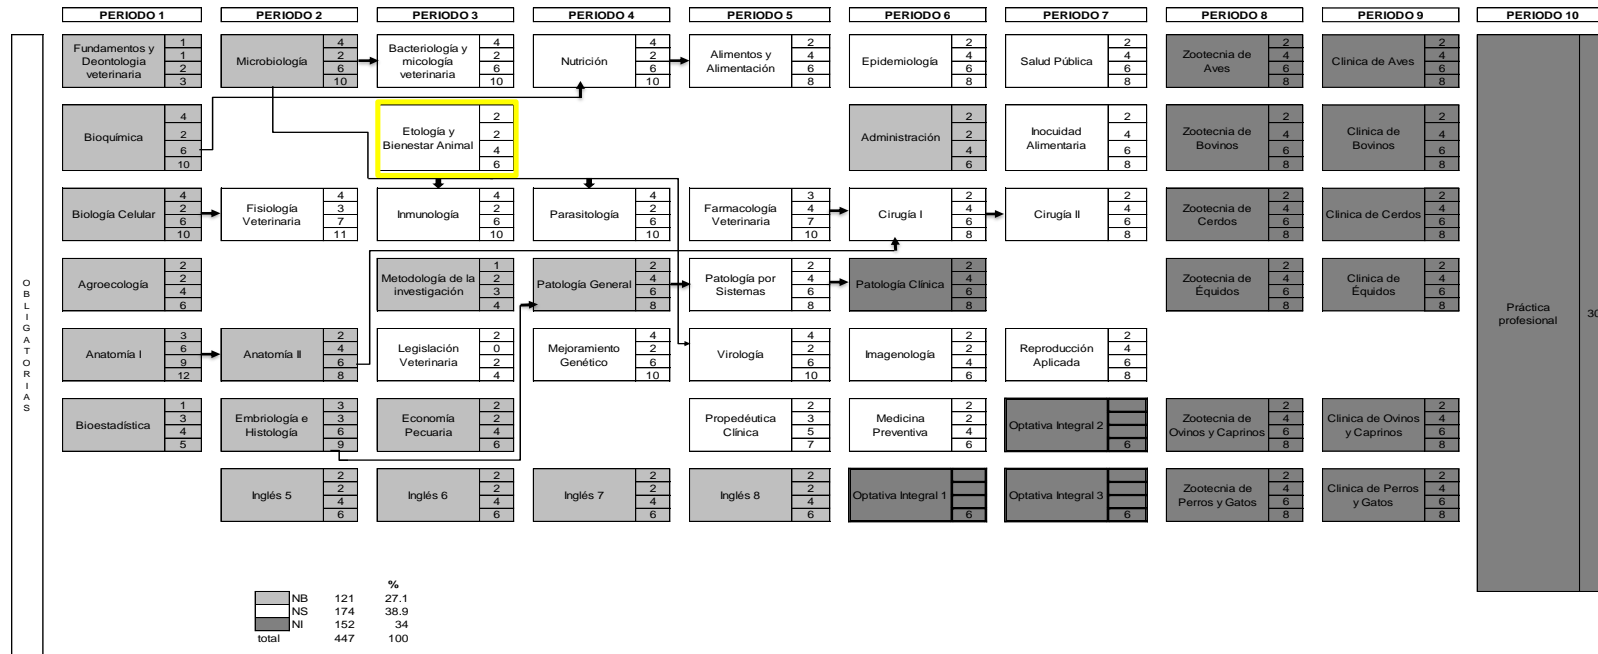 PERIODO 1
PERIODO 2
PERIODO 3
PERIODO 4
PERIODO 5
PERIODO 6
PERIODO 7
PERIODO 8
PERIODO 9
PERIODO 10
OBLIGATORIAS
Fundamentos y
Deontologia
veterinaria
1
1
2
3
Microbiología
4
2
6
10
Bacteriología y
micología
veterinaria
4
2
6
10
Nutrición
4
2
6
10
Alimentos y
Alimentación
2
4
6
8
Epidemiología
2
4
6
8
Salud Pública
2
4
6
8
Zootecnia de
Aves
2
4
6
8
Clinica de Aves
2
4
6
8
Bioquímica
4
2
6
10
Etología y
Bienestar Animal
2
2
4
6
Administración
2
2
4
6
Inocuidad
Alimentaria
2
4
6
8
Zootecnia de
Bovinos
2
4
6
8
Clinica de
Bovinos
2
4
6
8
Biología Celular
4
2
6
10
Fisiología
Veterinaria
4
3
7
11
Inmunología
4
2
6
10
Parasitología
4
2
6
10
Farmacología
Veterinaria
3
4
7
10
Cirugía I
2
4
6
8
Cirugía II
2
4
6
8
Zootecnia de
Cerdos
2
4
6
8
Clinica de Cerdos
2
4
6
8
Agroecología
2
2
4
6
Metodología de la
investigación
1
2
3
4
Patología General
2
4
6
8
Patología por
Sistemas
2
4
6
8
Patología Clínica
2
4
6
8
Zootecnia de
Équidos
2
4
6
8
Clinica de
Équidos
2
4
6
8
Práctica
profesional
30
Anatomía I
3
6
9
12
Anatomía II
2
4
6
8
Legislación
Veterinaria
2
0
2
4
Mejoramiento
Genético
4
2
6
10
Virología
4
2
6
10
Imagenología
2
2
4
6
Reproducción
Aplicada
2
4
6
8
Bioestadística
1
3
4
5
Embriología e
Histología
3
3
6
9
Economía
Pecuaria
2
2
4
6
Propedéutica
Clínica
2
3
5
7
Medicina
Preventiva
2
2
4
6
Optativa Integral 2
6
Zootecnia de
Ovinos y Caprinos
2
4
6
8
Clinica de Ovinos
y Caprinos
2
4
6
8
Inglés 5
2
2
4
6
Inglés 6
2
2
4
6
Inglés 7
2
2
4
6
Inglés 8
2
2
4
6
Optativa Integral 1
6
Optativa Integral 3
6
Zootecnia de
Perros y Gatos
2
4
6
8
Clinica de Perros
y Gatos
2
4
6
8
%
NB 121 27.1
NS 174 38.9
NI 152 34
total 447 100